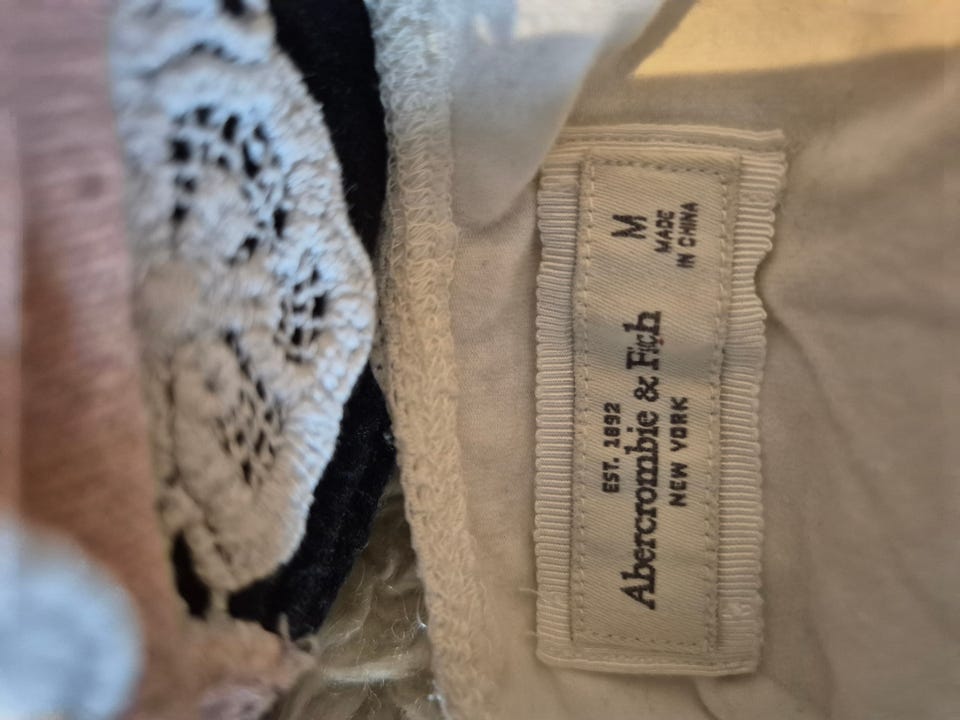 EST. 1892
Abercrombie & Fitch
NEW YORK
M
MADE
IN CHINA